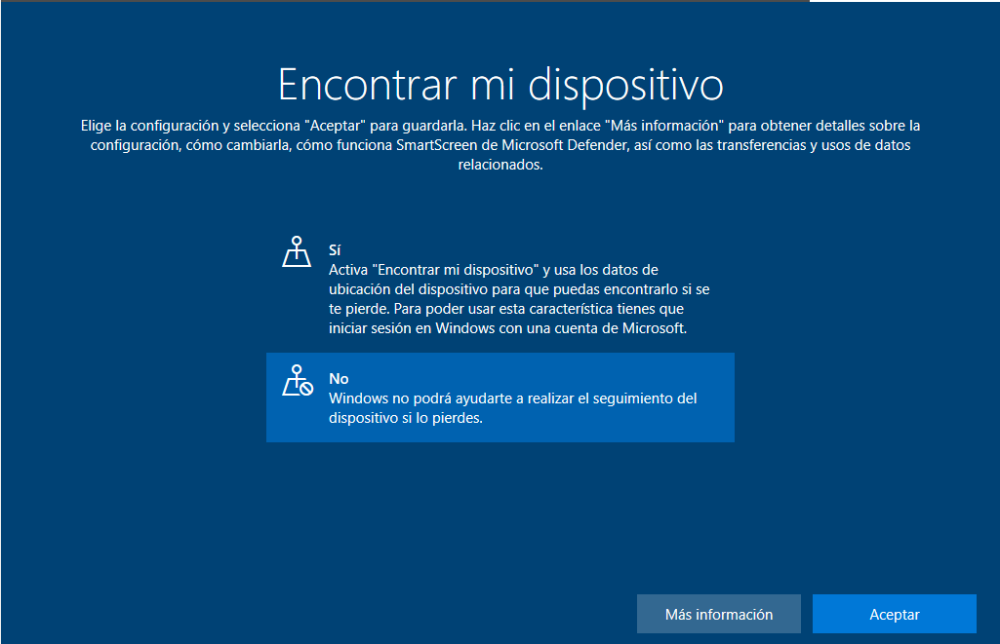 Encontrar mi dispositivo
Elige la configuración y selecciona "Aceptar" para guardarla. Haz clic en el enlace "Más información" para obtener detalles sobre la
configuración, cómo cambiarla, cómo funciona SmartScreen de Microsoft Defender, así como las transferencias y usos de datos
relacionados.
Sí
Activa "Encontrar mi dispositivo" y usa los datos de
ubicación del dispositivo para que puedas encontrarlo si se
te pierde. Para poder usar esta característica tienes que
iniciar sesión en Windows con una cuenta de Microsoft.
No
Windows no podrá ayudarte a realizar el seguimiento del
dispositivo si lo pierdes.
Más información
Aceptar